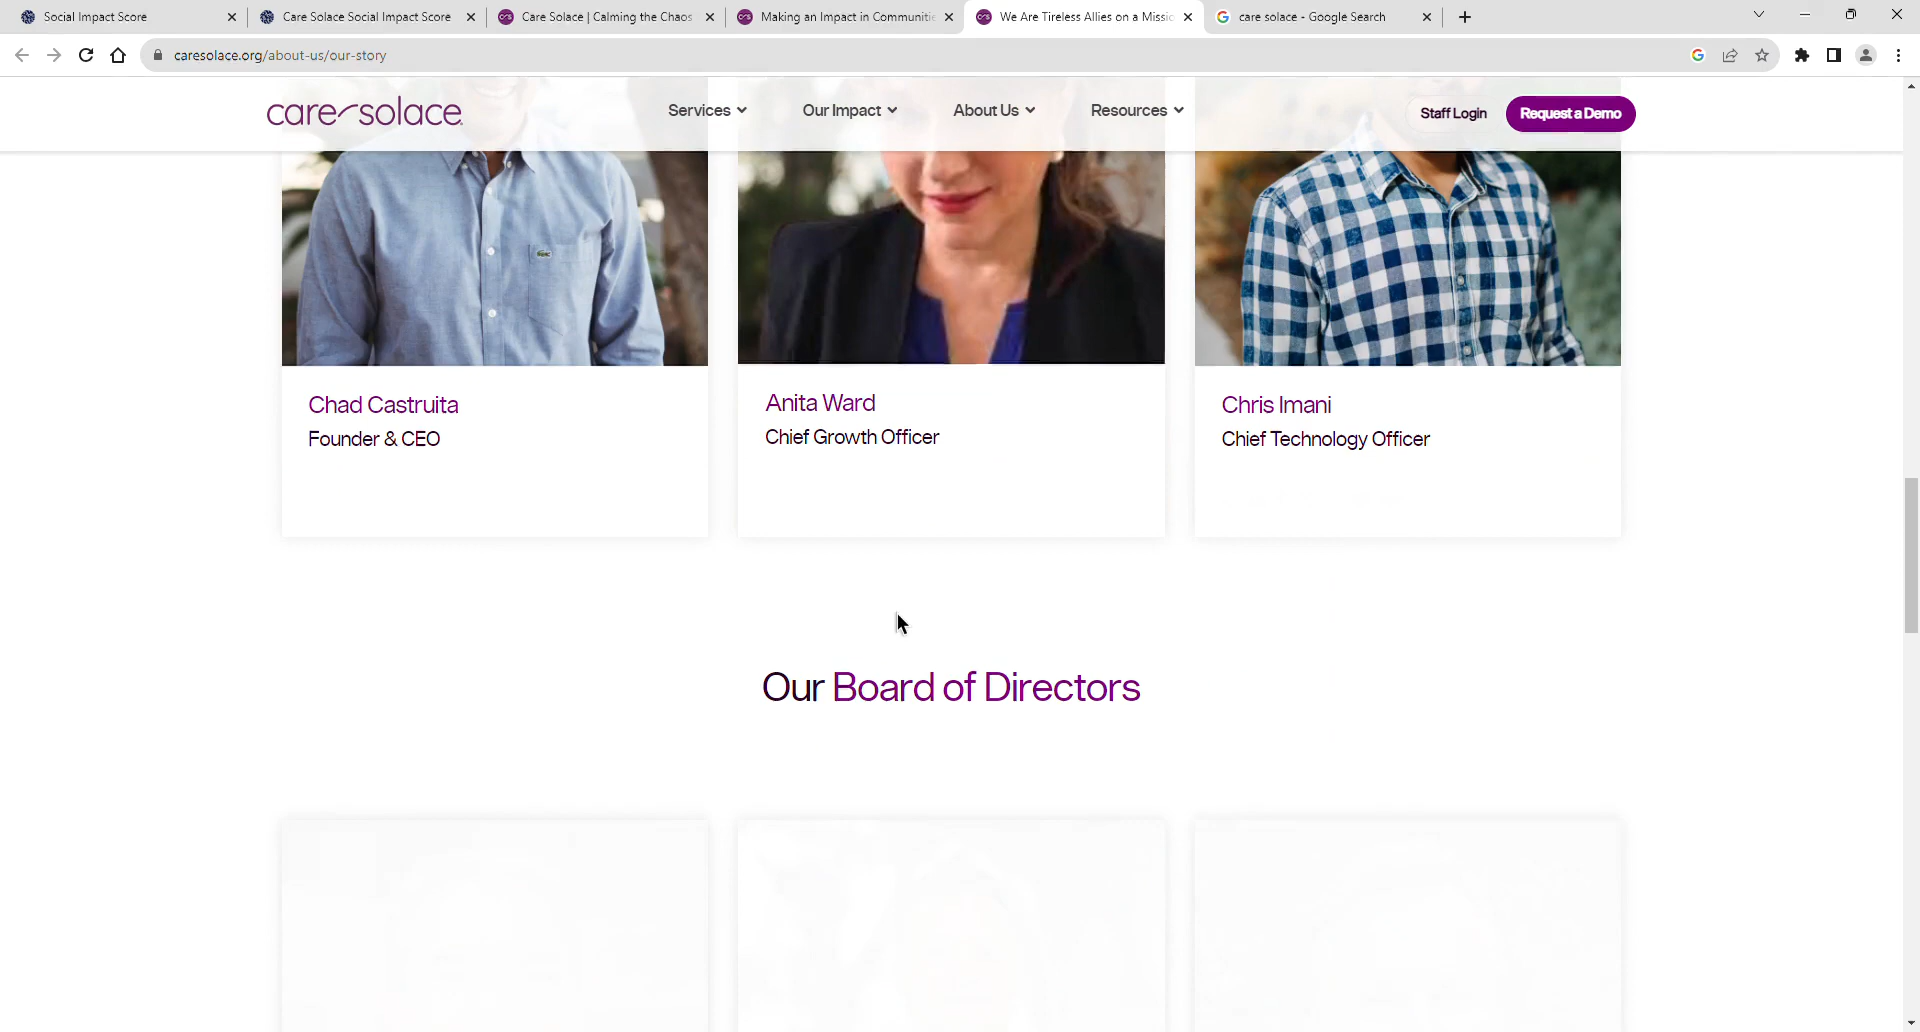 Social Impact Score
Care Solace Social Impact Score
Care Solace | Calming the Chaos
Making an Impact in Communitie
We Are Tireless Allies on a Missio
care solace - Google Search
caresolace.org/about-us/our-story
care solace
Services
Our Impact
About Us
Resources
Staff Login
Request a Demo
Chad Castruita
Founder & CEO
Anita Ward
Chief Growth Officer
Chris Imani
Chief Technology Officer
Our Board of Directors